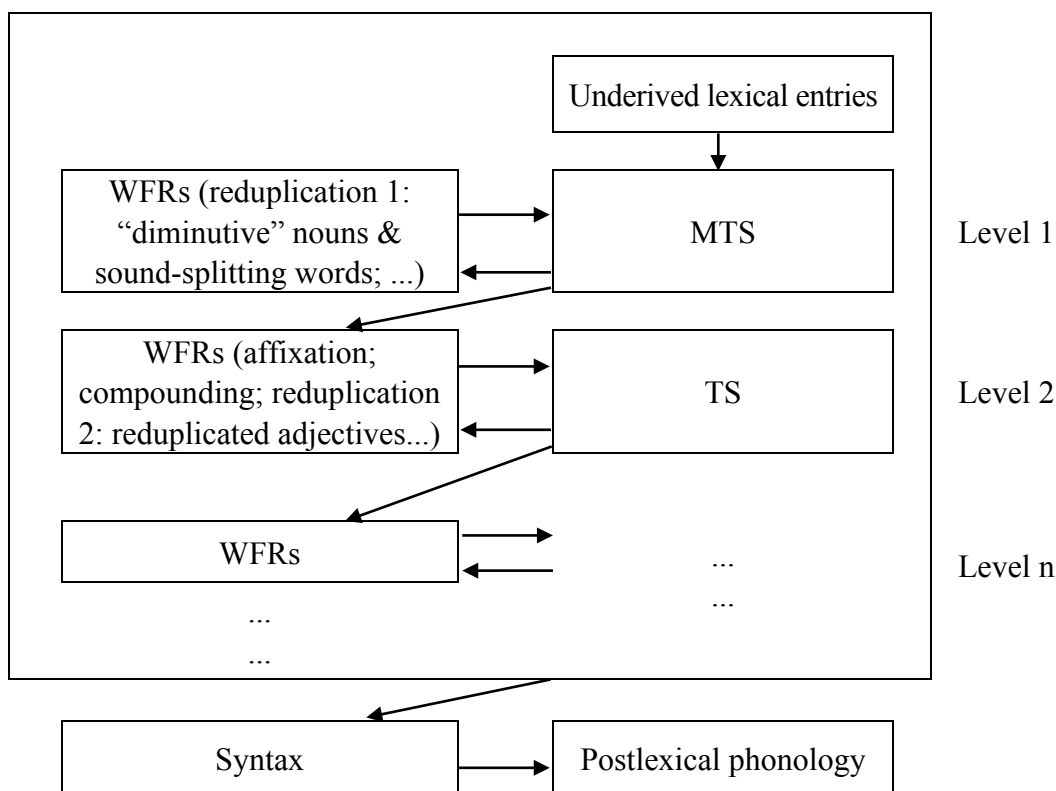 Underived lexical entries
WFRs (reduplication 1:
“diminutive” nouns &
sound-splitting words; ...)
MTS
Level 1
WFRs (affixation;
compounding; reduplication
2: reduplicated adjectives...)
TS
Level 2
WFRs
...
...
Level n
...
...
Syntax
Postlexical phonology